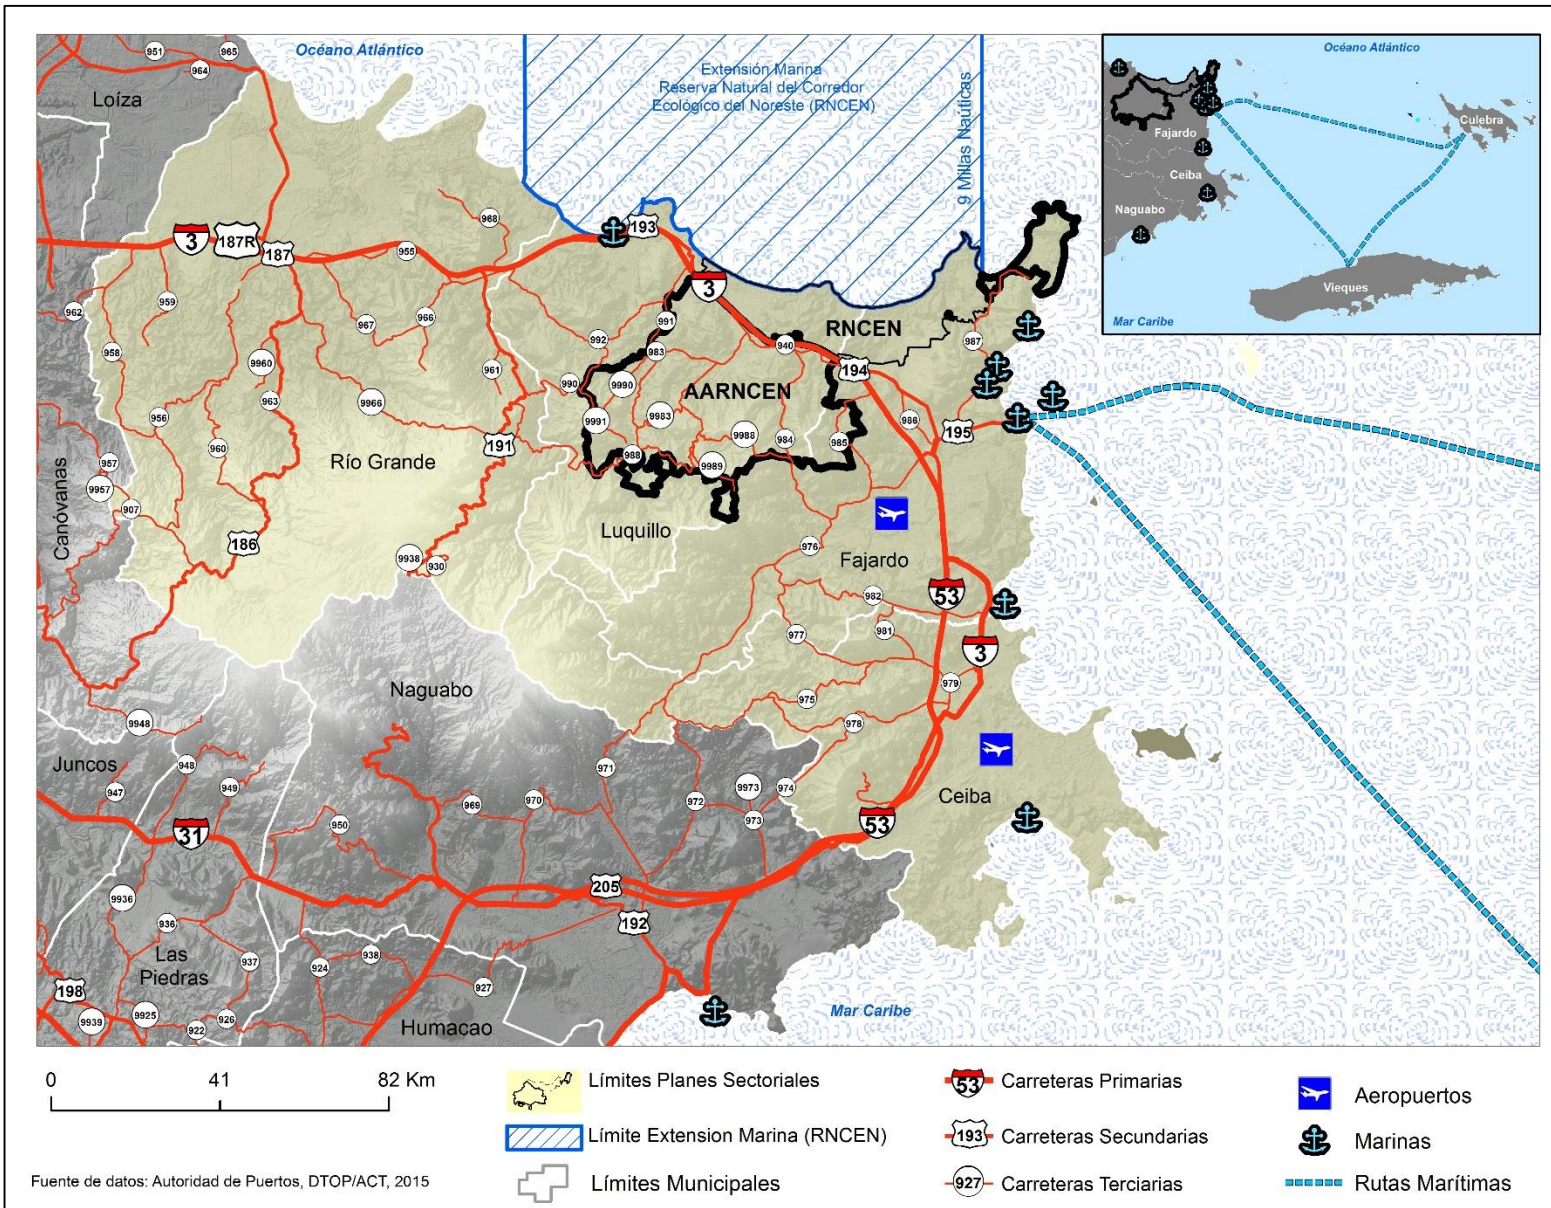 951
965
964
Loíza
Océano Atlántico
Extensión Marina
Reserva Natural del Corredor
Ecológico del Noreste (RNCEN)
9 Millas Nauticas
Océano Atlántico
Culebra
Fajardo
Ceiba
Naguabo
Vieques
Mar Caribe
968
193
3
187R
187
955
3
962
959
967
966
992
991
RNCEN
987
958
983
940
9960
961
990
9990
194
AARNCEN
963
9966
956
9991
9983
986
195
191
9988
984
985
960
988
9989
957
Río Grande
9957
907
Canóvanas
186
Luquillo
976
Fajardo
9938
930
982
53
977
981
3
Naguabo
979
975
978
9948
Juncos
948
971
947
949
969
970
972
9973
974
Ceiba
31
950
973
53
9936
205
936
192
Las
Piedras
937
924
938
927
198
9939
9925
922
926
Humacao
Mar Caribe
0
41
82 Km
Límites Planes Sectoriales
Límite Extension Marina (RNCEN)
Límites Municipales
53
Carreteras Primarias
193
Carreteras Secundarias
927
Carreteras Terciarias
Aeropuertos
Marinas
Rutas Marítimas
Fuente de datos: Autoridad de Puertos, DTOP/ACT, 2015